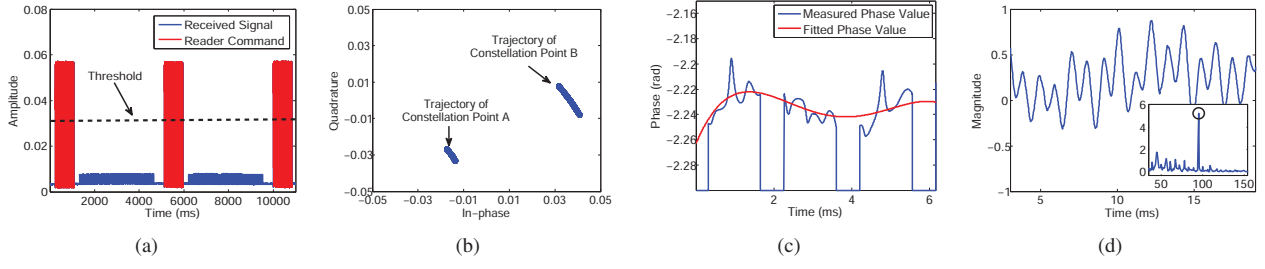 0.08
0.06
0.04
0.02
0
Amplitude
Received Signal
Reader Command
Threshold
2000 4000 6000 8000 10000
Time (ms)
(a)
0.05
0.03
0.01
−0.01
−0.03
−0.05
Quadrature
Trajectory of
Constellation Point B
Trajectory of
Constellation Point A
−0.05 −0.03 −0.01 0.01 0.03 0.05
In−phase
(b)
−2.16
−2.18
−2.20
−2.22
−2.24
−2.26
−2.28
Phase (rad)
Measured Phase Value
Fitted Phase Value
2 4 6
Time (ms)
(c)
1
0.5
0
−0.5
−1
Magnitude
6
4
2
0
50 100 150
5 10 15
Time (ms)
(d)